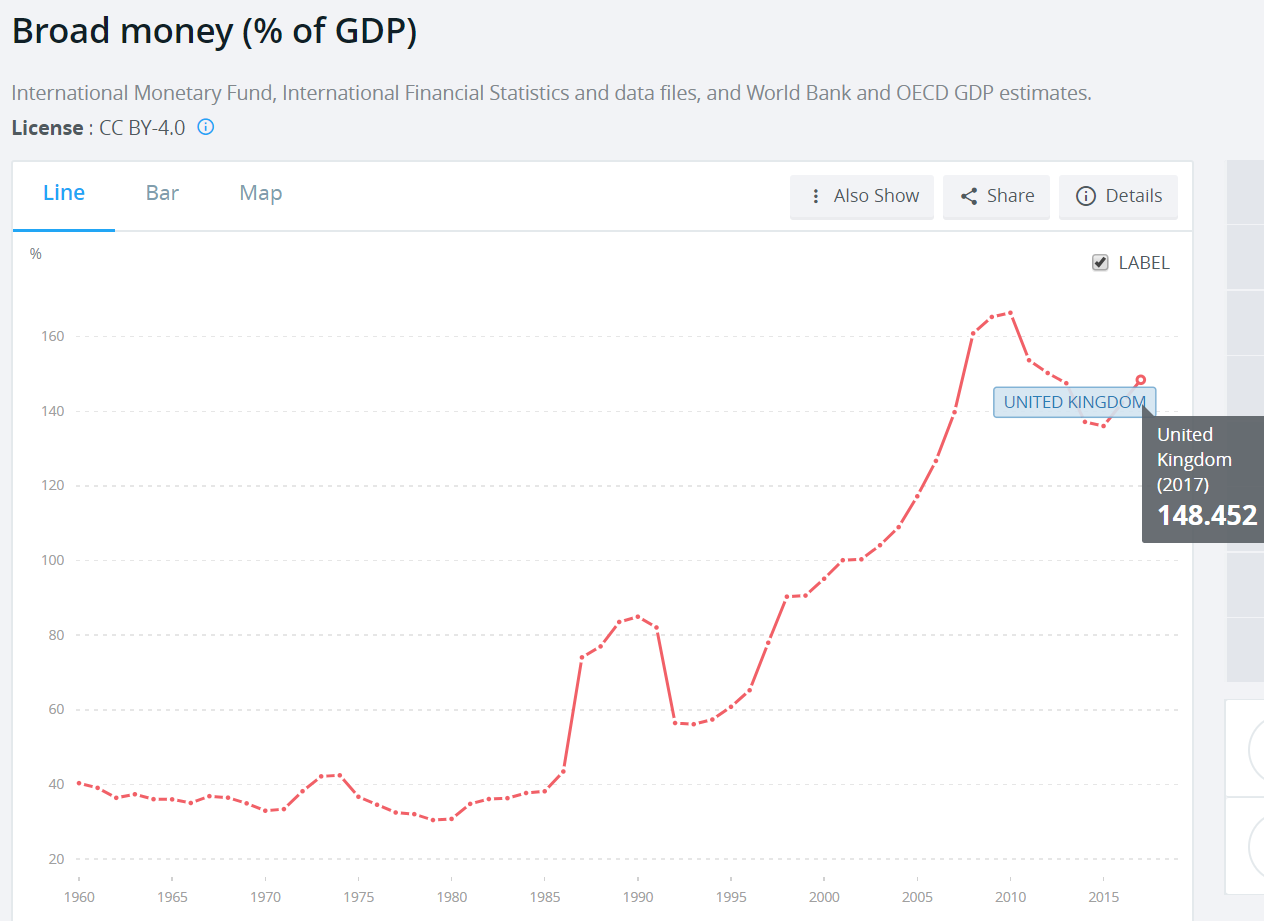 Broad money (% of GDP)
International Monetary Fund, International Financial Statistics and data files, and World Bank and OECD GDP estimates.
License : CC BY-4.0
Line Bar Map Also Show Share Details
%
LABEL
160
140
120
100
80
60
40
20
UNITED KINGDOM
United
Kingdom
(2017)
148.452
1960 1965 1970 1975 1980 1985 1990 1995 2000 2005 2010 2015